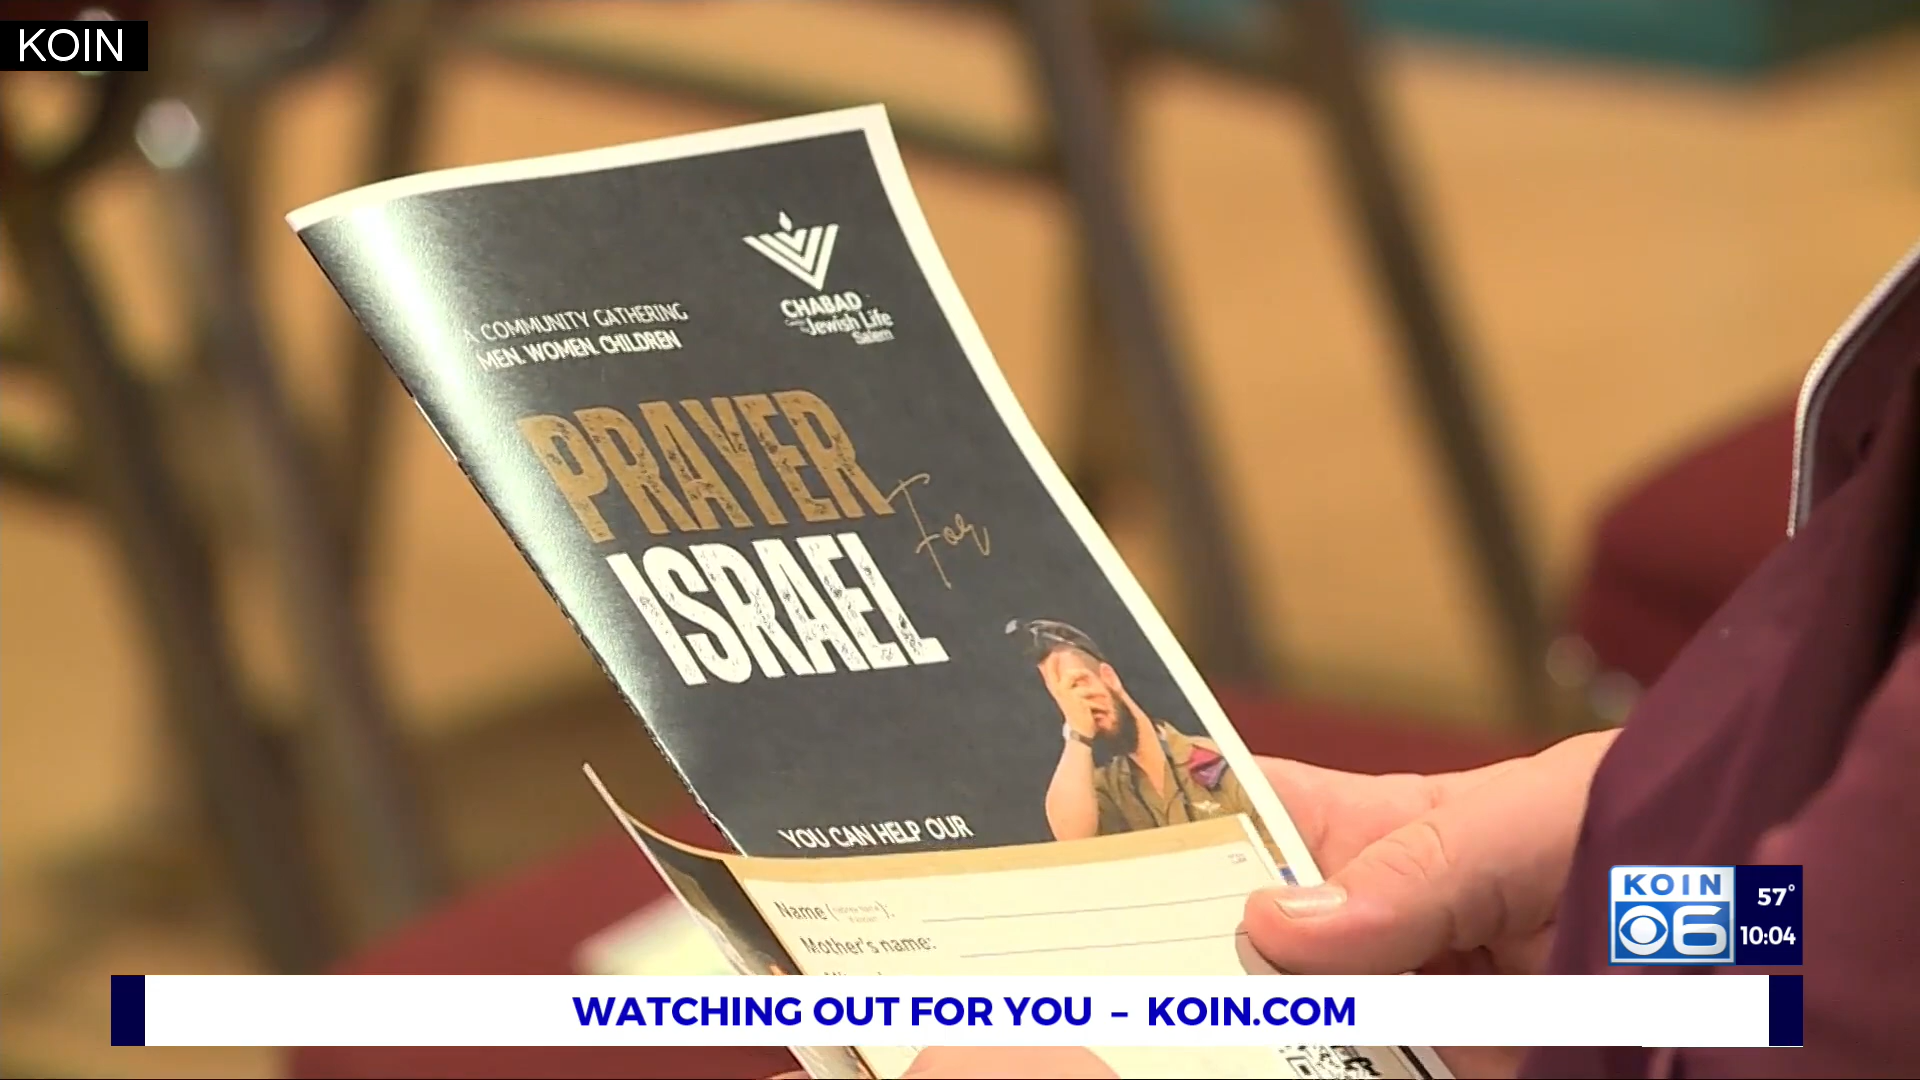 KOIN
CHABAD
Jewish Life
Salem
A COMMUNITY GATHERING
MEN. WOMEN. CHILDREN
PRAYER
For
ISRAEL
YOU CAN HELP OUR
Name
Mother's name:
KOIN
6
57°
10:04
WATCHING OUT FOR YOU – KOIN.COM